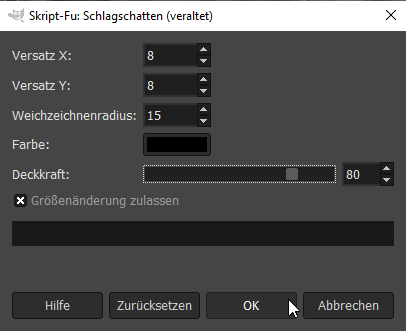 Skript-Fu: Schlagschatten (veraltet)
Versatz X: 8
Versatz Y: 8
Weichzeichnenradius: 15
Farbe:
Deckkraft: 80
Größenänderung zulassen
Hilfe Zurücksetzen OK Abbrechen